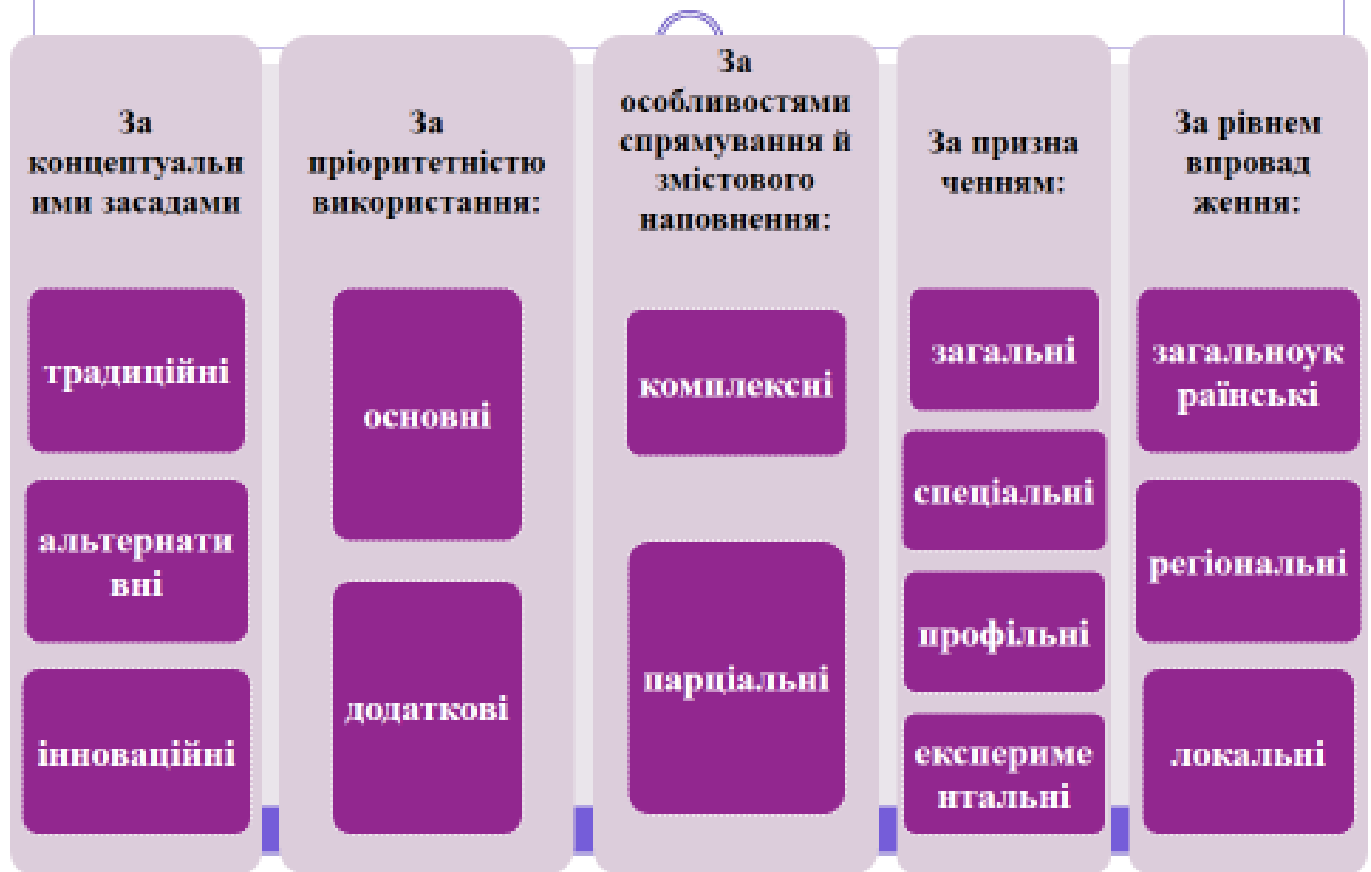 За
концептуальн
ими засадами
традиційні
альтернати
вні
інноваційні
За
пріоритетністю
використання:
основні
додаткові
За
особливостями
спрямування й
змістового
наповнення:
комплексні
парціальні
За призна
ченням:
загальні
спеціальні
профільні
експериме
нтальні
За рівнем
впровад
ження:
загальноук
раїнські
регіональні
локальні